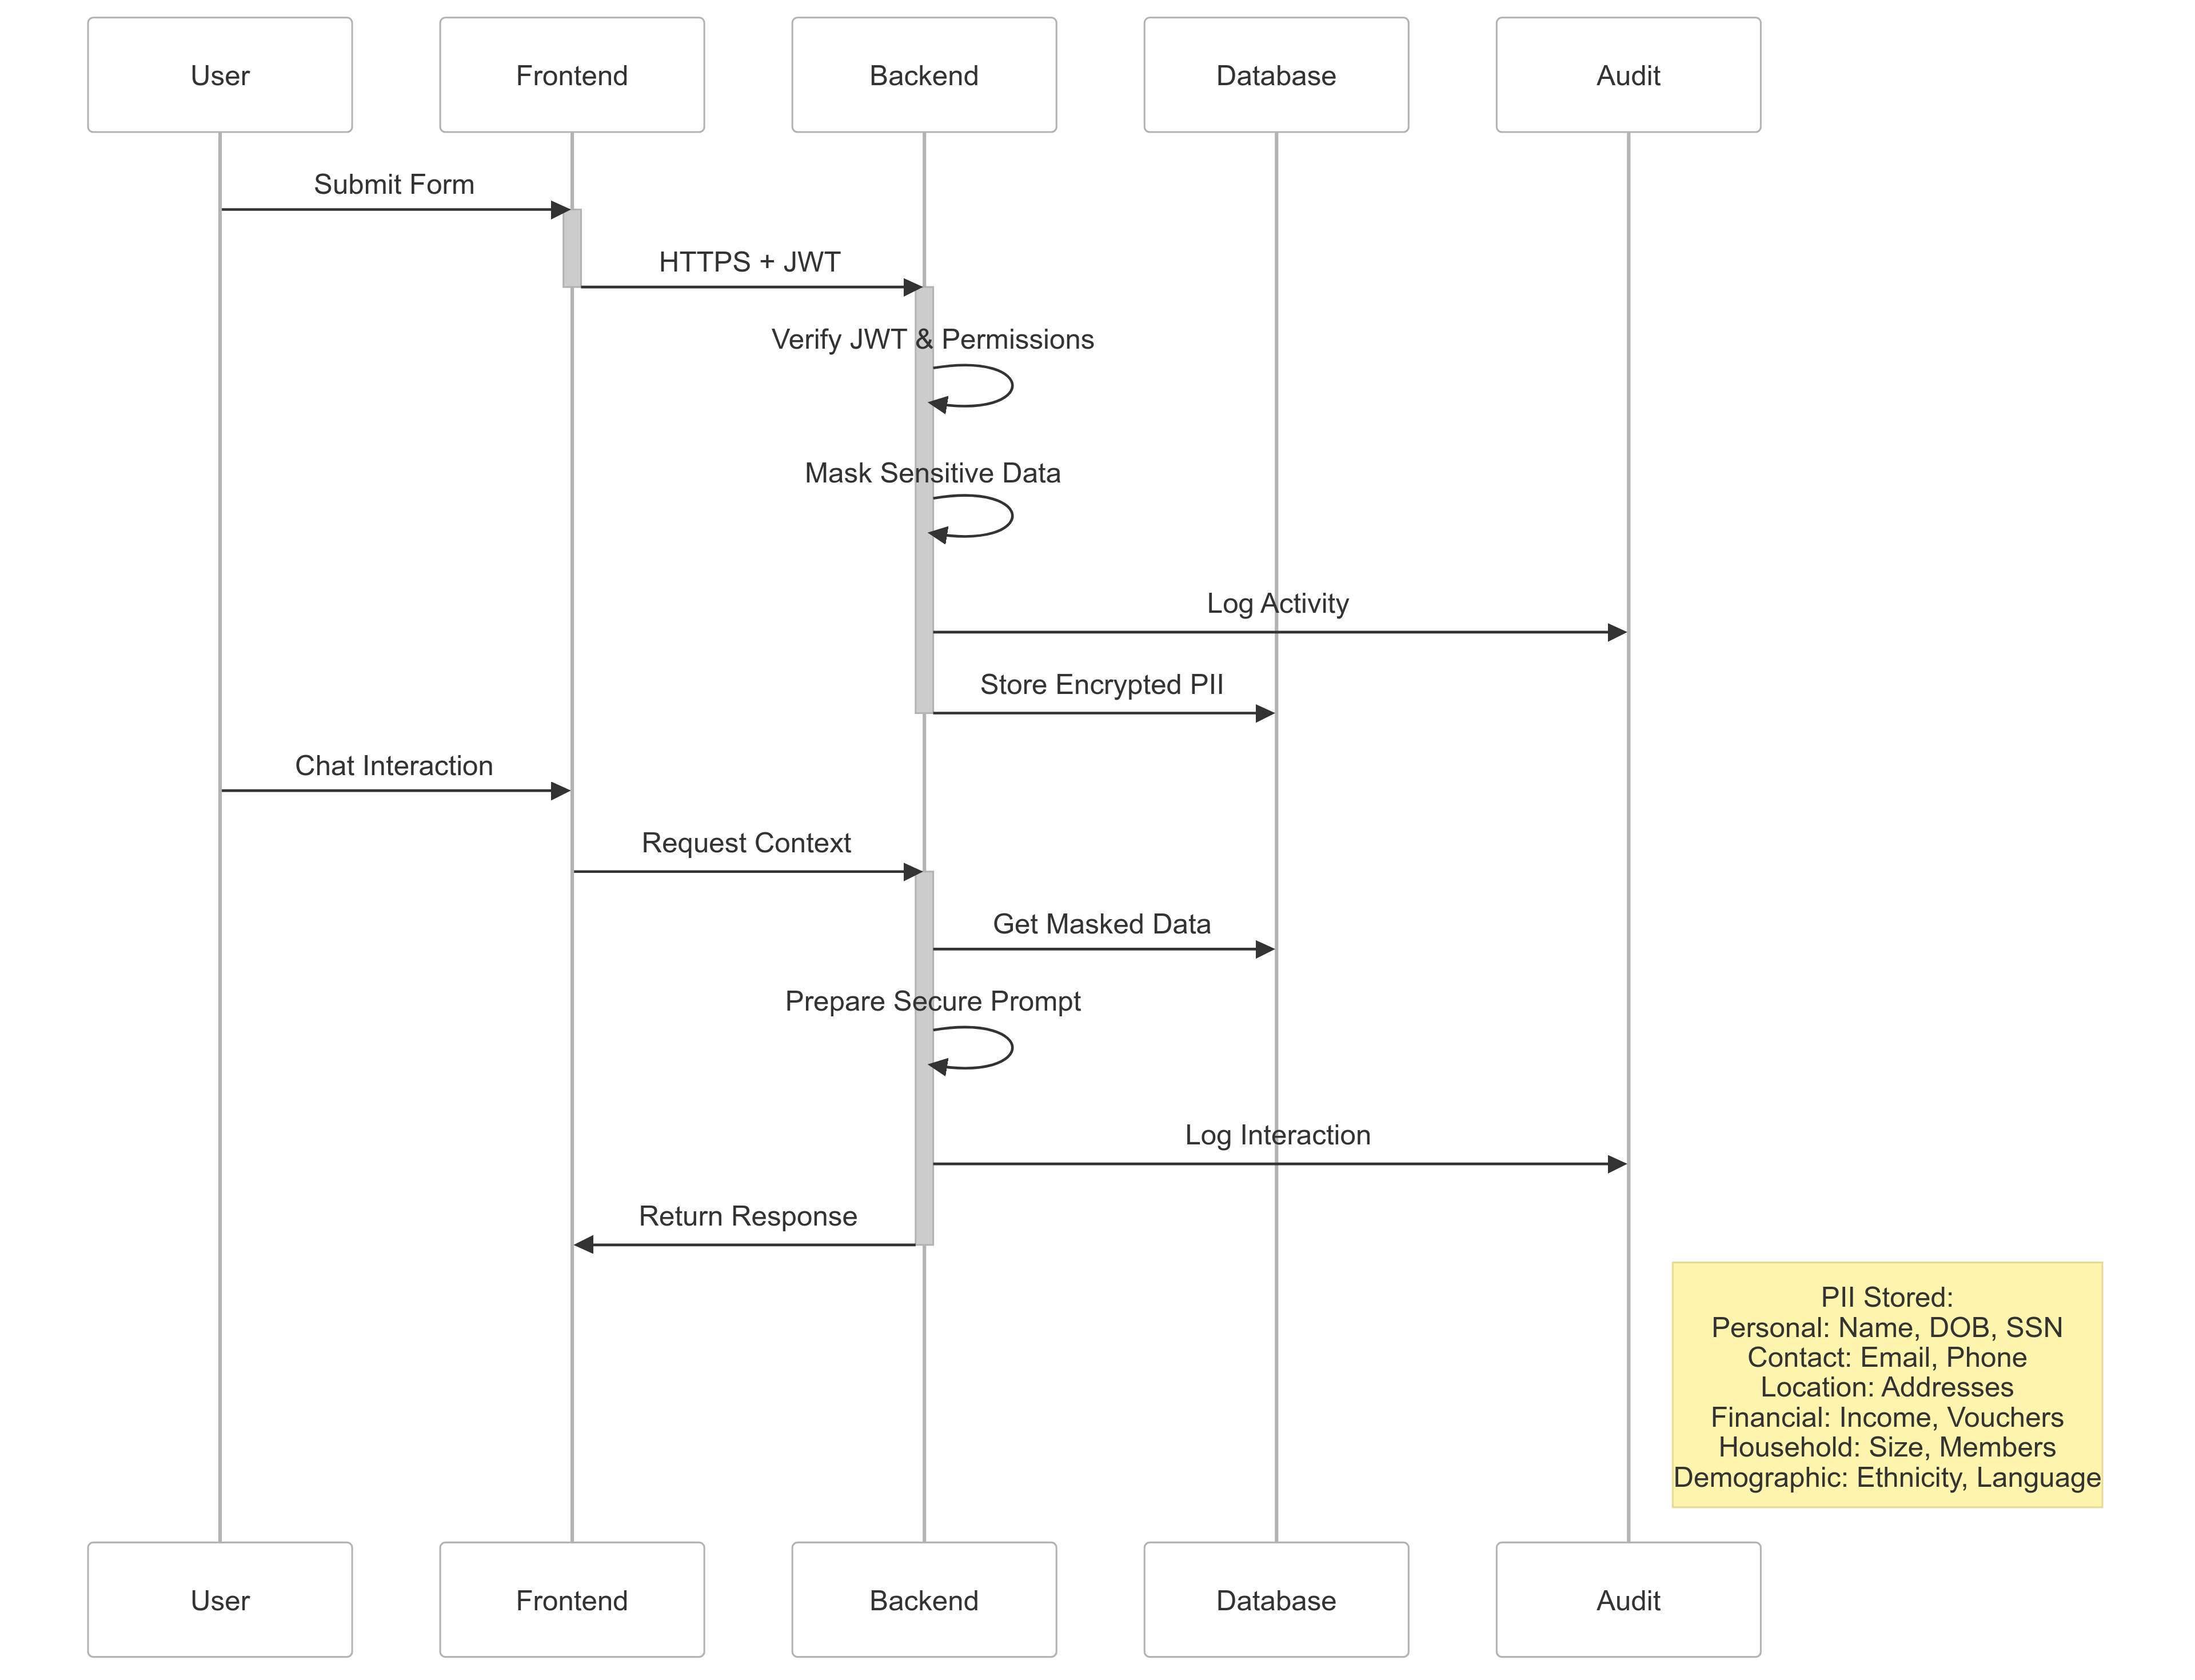 User
Frontend
Backend
Database
Audit
Submit Form
HTTPS + JWT
Verify JWT & Permissions
Mask Sensitive Data
Log Activity
Store Encrypted PII
Chat Interaction
Request Context
Get Masked Data
Prepare Secure Prompt
Log Interaction
Return Response
PII Stored:
Personal: Name, DOB, SSN
Contact: Email, Phone
Location: Addresses
Financial: Income, Vouchers
Household: Size, Members
Demographic: Ethnicity, Language
User
Frontend
Backend
Database
Audit